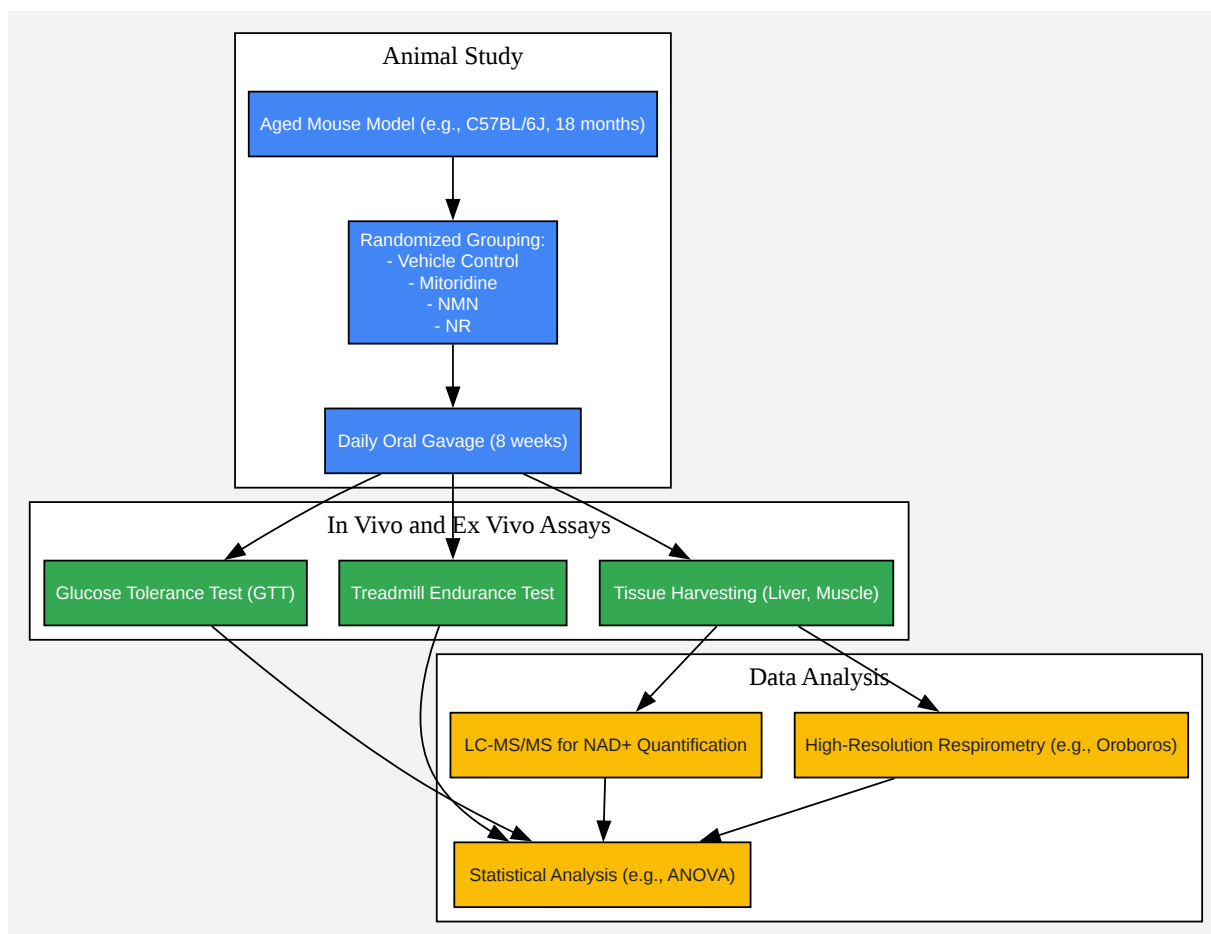 Animal Study
Aged Mouse Model (e.g., C57BL/6J, 18 months)
Randomized Grouping:
- Vehicle Control
- Mitoridine
- NMN
- NR
Daily Oral Gavage (8 weeks)
In Vivo and Ex Vivo Assays
Glucose Tolerance Test (GTT)
Treadmill Endurance Test
Tissue Harvesting (Liver, Muscle)
Data Analysis
LC-MS/MS for NAD+ Quantification
High-Resolution Respirometry (e.g., Oroboros)
Statistical Analysis (e.g., ANOVA)